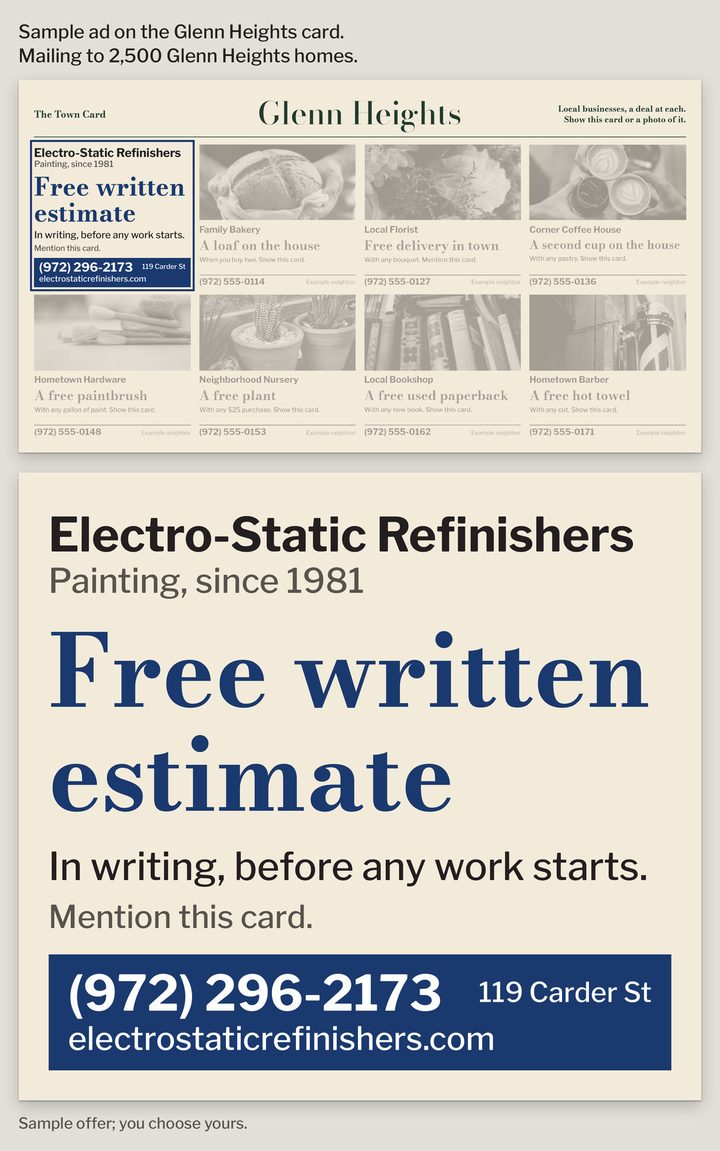 Sample ad on the Glenn Heights card.
Mailing to 2,500 Glenn Heights homes.
The Town Card
Glenn Heights
Local businesses, a deal at each.
Show this card or a photo of it.
Electro-Static Refinishers
Painting, since 1981
Free written
estimate
In writing, before any work starts.
Mention this card.
(972) 296-2173 119 Carder St
electrostaticrefinishers.com
Family Bakery
A loaf on the house
When you buy two. Show this card.
(972) 555-0114 Example neighbor
Local Florist
Free delivery in town
With any bouquet. Mention this card.
(972) 555-0127 Example neighbor
Corner Coffee House
A second cup on the house
With any pastry. Show this card.
(972) 555-0136 Example neighbor
Hometown Hardware
A free paintbrush
With any gallon of paint. Show this card.
(972) 555-0148 Example neighbor
Neighborhood Nursery
A free plant
With any $25 purchase. Show this card.
(972) 555-0153 Example neighbor
Local Bookshop
A free used paperback
With any new book. Show this card.
(972) 555-0162 Example neighbor
Hometown Barber
A free hot towel
With any cut. Show this card.
(972) 555-0171 Example neighbor
Electro-Static Refinishers
Painting, since 1981
Free written
estimate
In writing, before any work starts.
Mention this card.
(972) 296-2173 119 Carder St
electrostaticrefinishers.com
Sample offer; you choose yours.